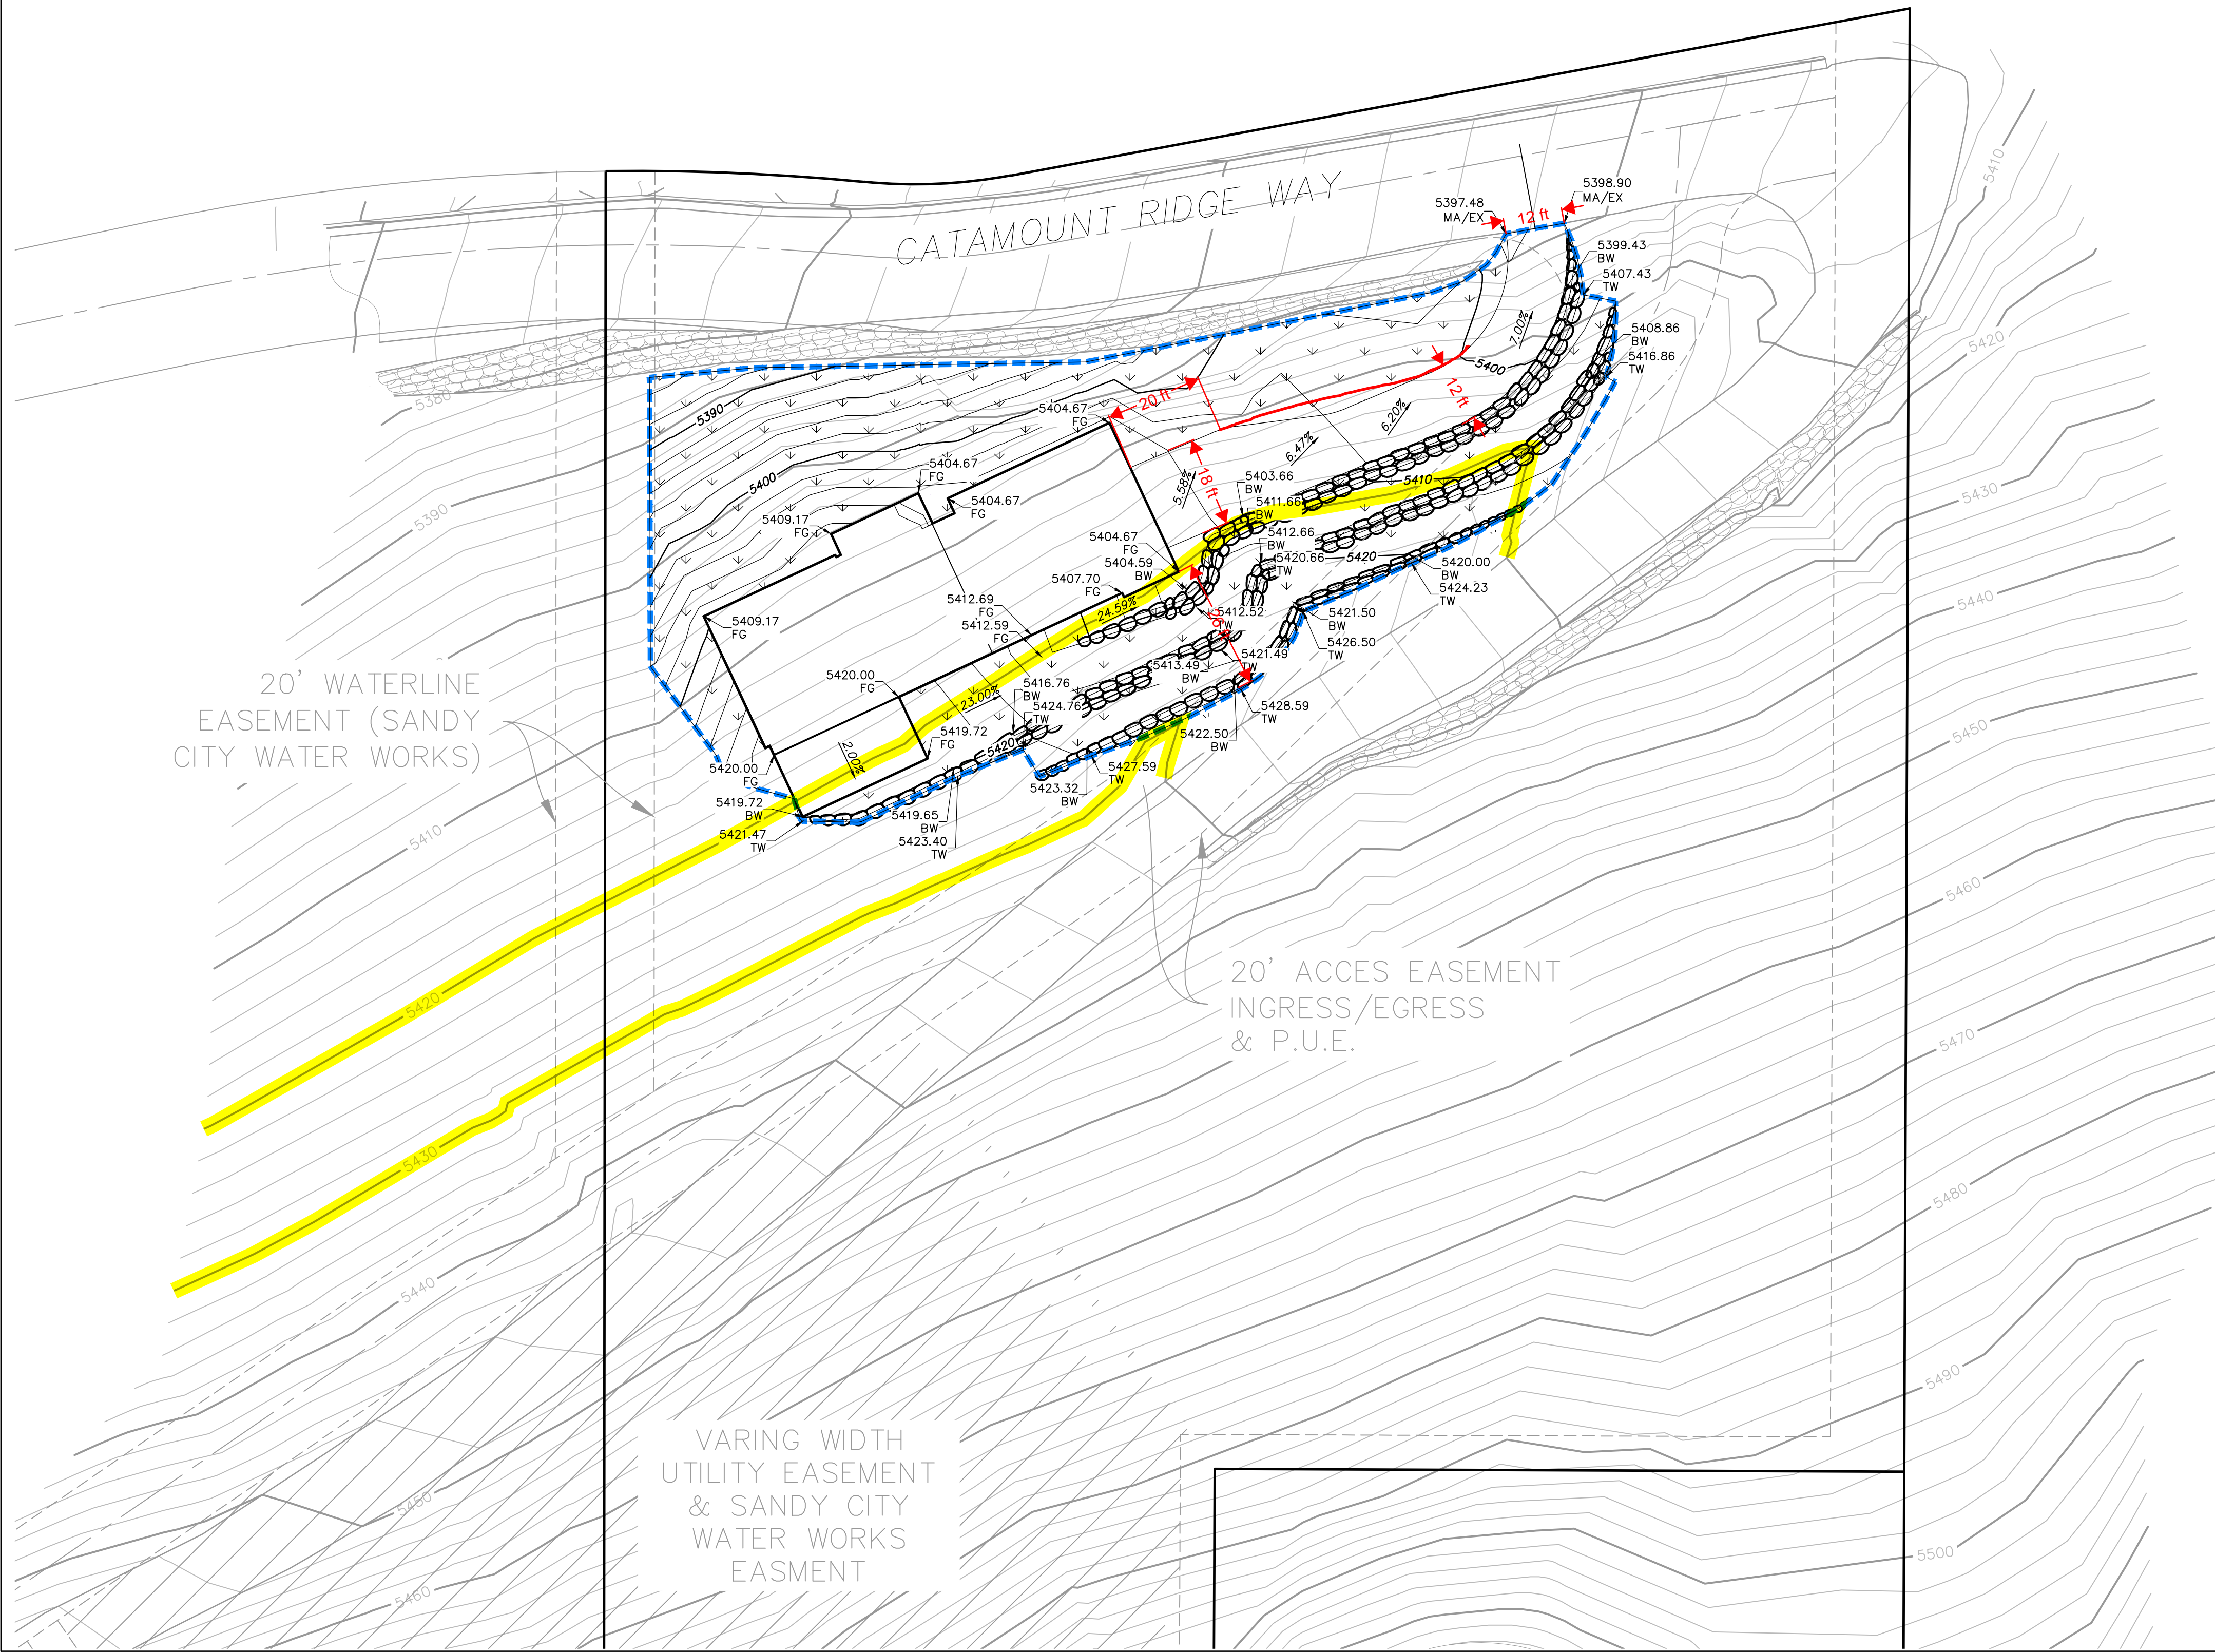 CATAMOUNT RIDGE WAY
5397.48
MA/EX
12 ft
5398.90
MA/EX
5399.43
BW
5407.43
TW
5408.86
BW
5416.86
TW
7.00%
5400
12 ft
6.20%
6.47%
5.58%
20 ft
18 ft
5380
5390
5400
5390
5404.67
FG
5404.67
FG
5404.67
FG
5409.17
FG
5409.17
FG
5403.66
BW
5411.66
BW
5410
5412.66
BW
5420.66
TW
5420
5420.00
BW
5424.23
TW
5404.67
FG
5404.59
BW
5407.70
FG
24.59%
5412.69
FG
5412.59
FG
5412.52
TW
5421.50
BW
5426.50
TW
5421.49
TW
5413.49
BW
5420.00
FG
23.00%
5416.76
BW
5424.76
TW
5420
5428.59
TW
5422.50
BW
5419.72
FG
2.00%
5420.00
FG
5427.59
TW
5423.32
BW
5419.72
BW
5421.47
TW
5419.65
BW
5423.40
TW
20' WATERLINE
EASEMENT (SANDY
CITY WATER WORKS)
5410
5420
5430
5440
5450
5460
20' ACCES EASEMENT
INGRESS/EGRESS
& P.U.E.
VARING WIDTH
UTILITY EASEMENT
& SANDY CITY
WATER WORKS
EASMENT
5410
5420
5430
5440
5450
5460
5470
5480
5490
5500